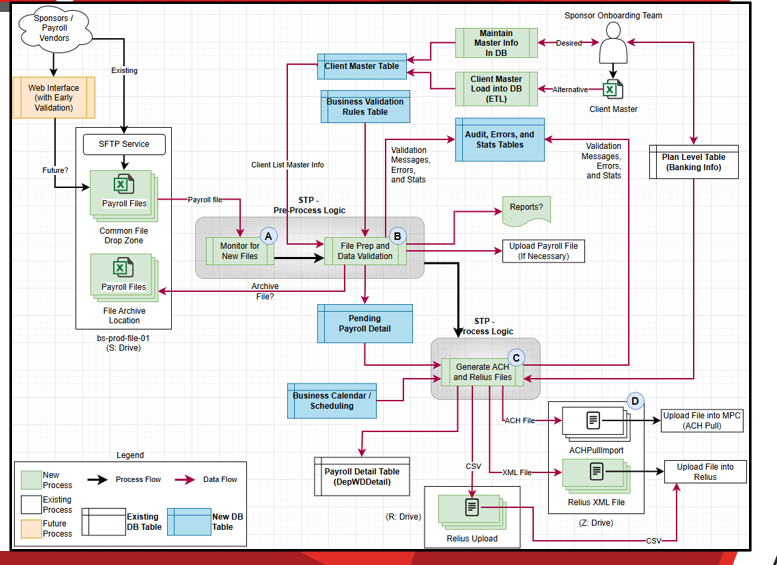 Sponsors /
Payroll
Vendors
Existing
Web Interface
(with Early
Validation)
Future?
SFTP Service
Payroll Files
Common File
Drop Zone
Payroll Files
File Archive
Location
bs-prod-file-01
(S: Drive)
Payroll file
Archive
File?
Client Master Table
Business Validation
Rules Table
Client List Master Info
Maintain
Master Info
In DB
Client Master
Load into DB
(ETL)
Desired
Alternative
Sponsor Onboarding Team
Client Master
Audit, Errors, and
Stats Tables
Validation
Messages,
Errors,
and Stats
Validation
Messages,
Errors,
and Stats
Plan Level Table
(Banking Info)
STP -
Pre-Process Logic
A
Monitor for
New Files
B
File Prep and
Data Validation
Reports?
Upload Payroll File
(If Necessary)
Pending
Payroll Detail
STP -
Process Logic
C
Generate ACH
and Relius Files
Business Calendar /
Scheduling
Payroll Detail Table
(DepWDDetail)
CSV
ACH File
XML File
D
ACHPullImport
Relius XML File
(Z: Drive)
Upload File into MPC
(ACH Pull)
Upload File into
Relius
(R: Drive)
Relius Upload
CSV
Legend
New
Process
Existing
Process
Future
Process
Process Flow
Data Flow
Existing
DB Table
New DB
Table